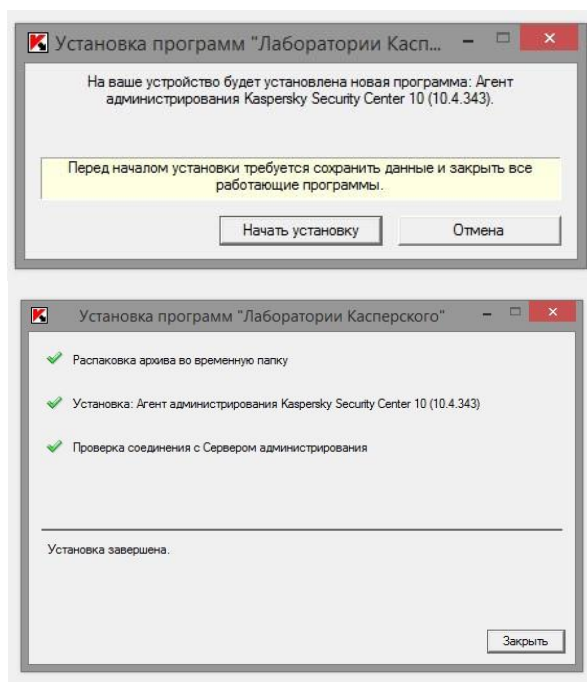 Установка программ "Лаборатории Касп...
На ваше устройство будет установлена новая программа: Агент
администрирования Kaspersky Security Center 10 (10.4.343).
Перед началом установки требуется сохранить данные и закрыть все
работающие программы.
Начать установку
Отмена
Установка программ "Лаборатории Касперского"
Распаковка архива во временную папку
Установка: Агент администрирования Kaspersky Security Center 10 (10.4.343)
Проверка соединения с Сервером администрирования
Установка завершена.
Закрыть